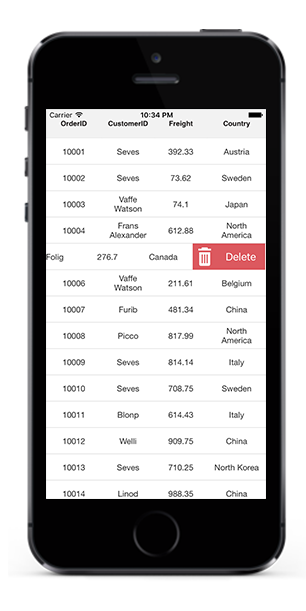 Carrier 10:34 PM
OrderID CustomerID Freight Country
10001 Seves 392.33 Austria
10002 Seves 73.62 Sweden
10003 Vaffe Watson 74.1 Japan
10004 Frans Alexander 612.88 North America
Folig 276.7 Canada Delete
10006 Vaffe Watson 211.61 Belgium
10007 Furib 481.34 China
10008 Picco 817.99 North America
10009 Seves 814.14 Italy
10010 Seves 708.75 Sweden
10011 Blonp 614.43 Italy
10012 Welli 909.75 China
10013 Seves 710.25 North Korea
10014 Linod 988.35 China